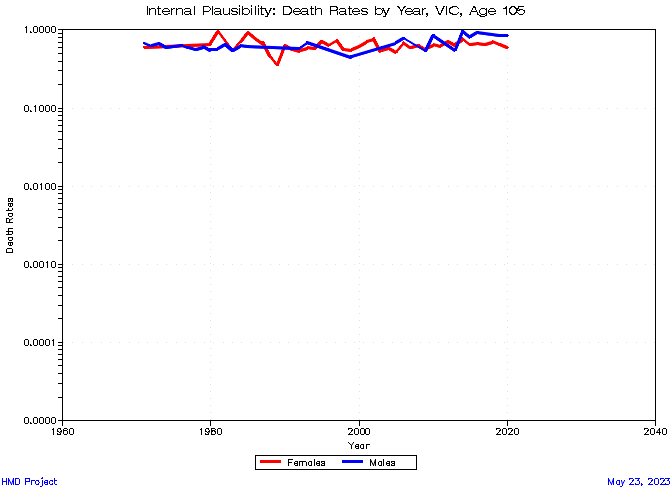 Internal Plausibility: Death Rates by Year, VIC, Age 105
1.0000
0.1000
0.0100
0.0010
0.0001
0.0000
Death Rates
1960
1980
2000
2020
2040
Year
Females
Males
HMD Project
May 23, 2023